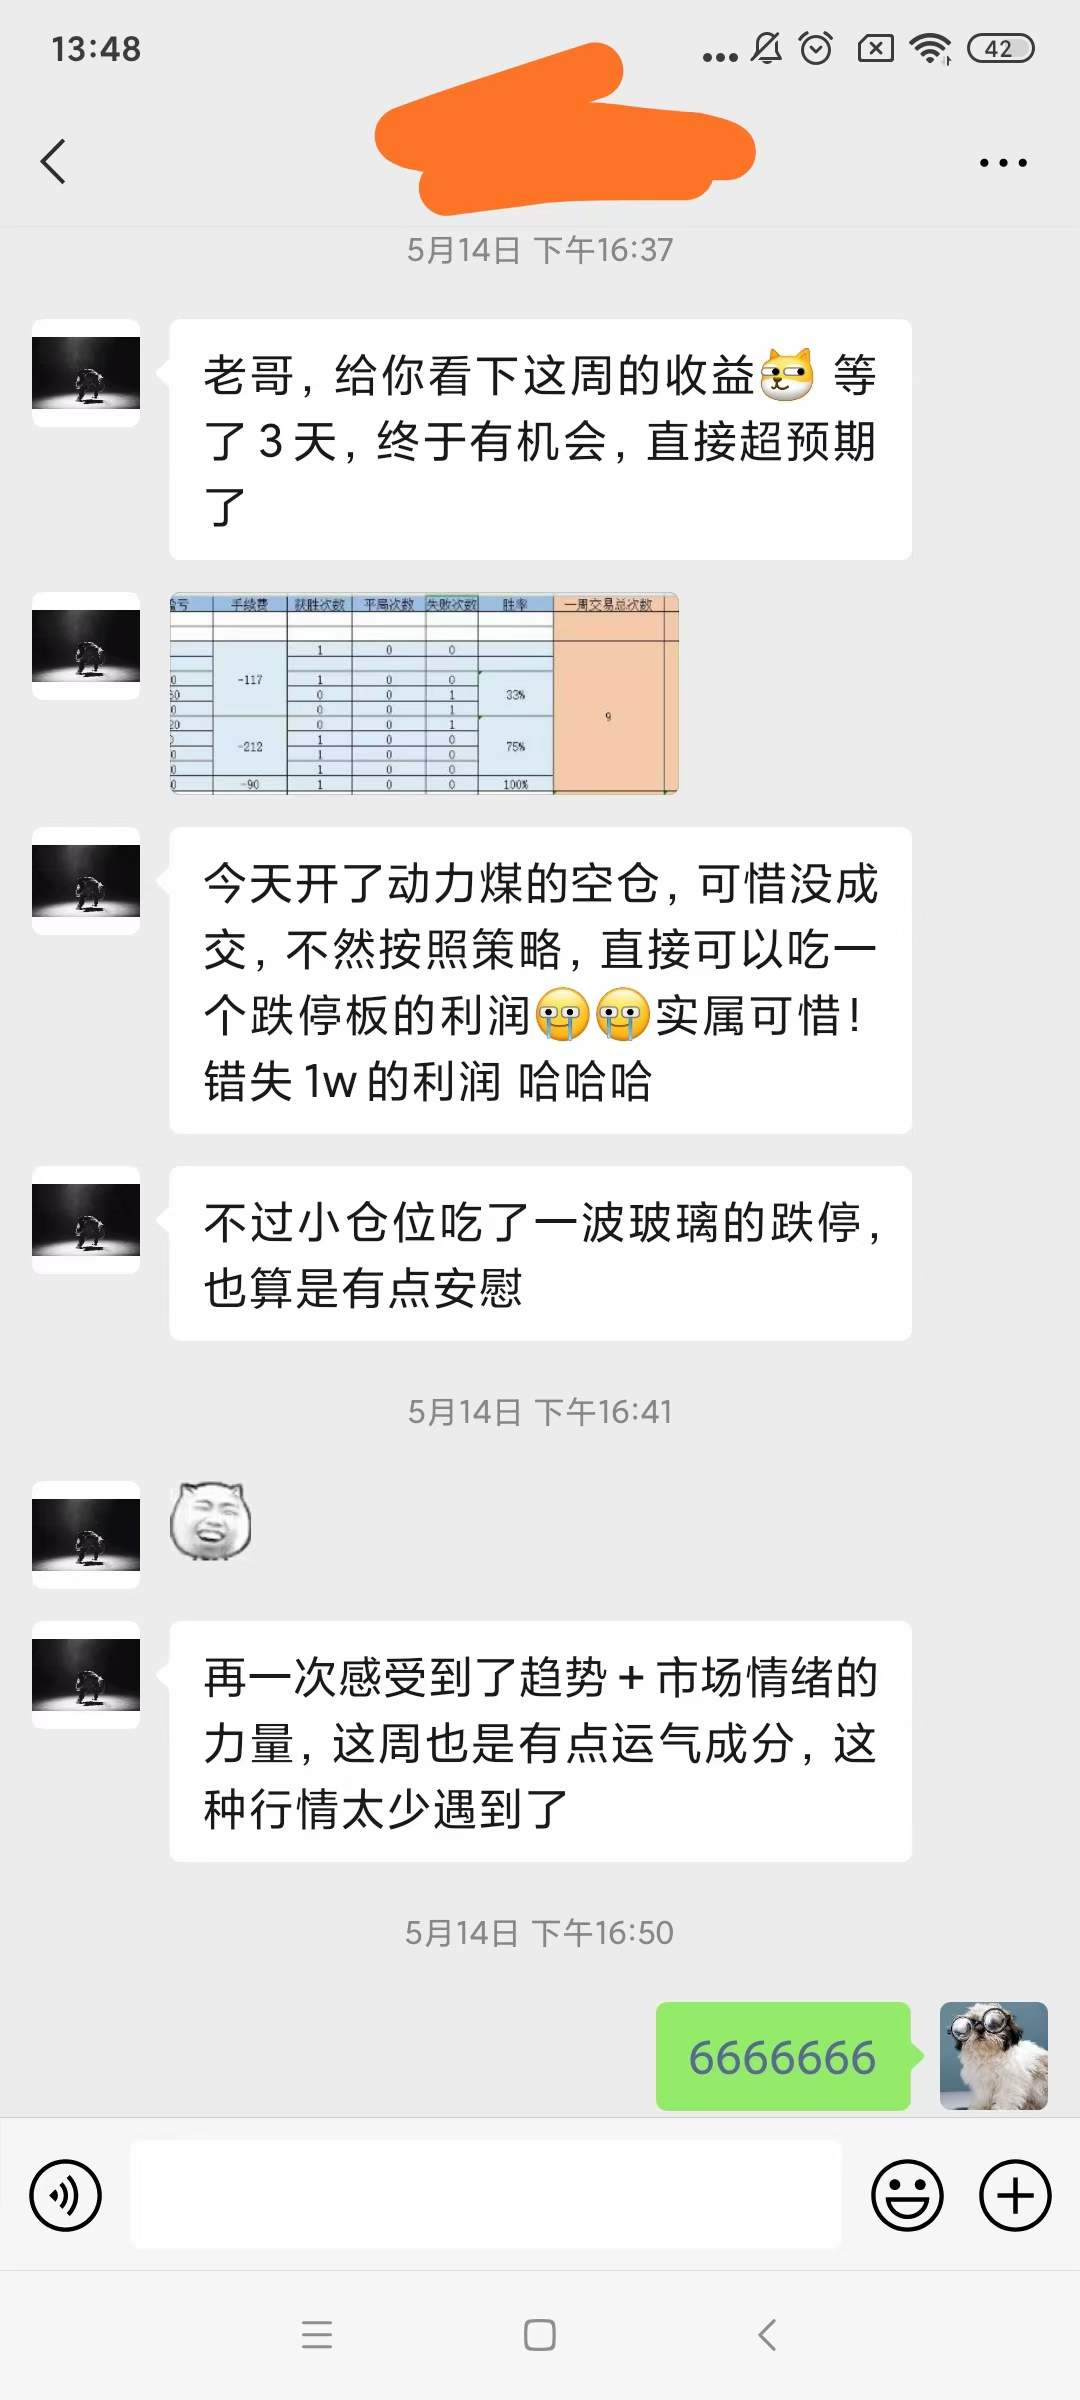 13:48
42
5月14日 下午16:37
老哥，给你看下这周的收益 等
了3天，终于有机会，直接超预期
了
盈亏 手续费 获胜次数 平局次数 失败次数 胜率 一周交易总次数
1 0 0
-117
0 1 0 0
0 0 1 33%
0 0 0 1
9
20 0 0 1
1 0 0
-212 75%
0 1 0 0
0 1 0 0
0 -90 1 0 0 100%
今天开了动力煤的空仓，可惜没成
交，不然按照策略，直接可以吃一
个跌停板的利润实属可惜！
错失1w的利润 哈哈哈
不过小仓位吃了一波玻璃的跌停，
也算是有点安慰
5月14日 下午16:41
再一次感受到了趋势+市场情绪的
力量，这周也是有点运气成分，这
种行情太少遇到了
5月14日 下午16:50
6666666